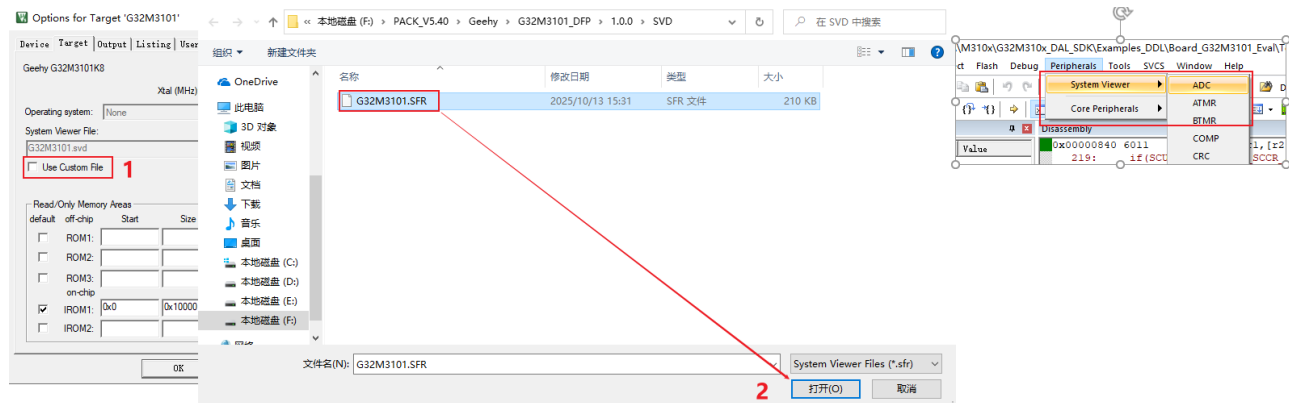 Options for Target 'G32M3101'
Device Target Output Listing User
Geehy G32M3101K8
Xtal (MHz)
Operating system: None
System Viewer File:
G32M3101.svd
Use Custom File
1
Read/Only Memory Areas
default off-chip Start Size
ROM1:
ROM2:
ROM3:
on-chip
IROM1: 0x0 0x10000
IROM2:
OK
« 本地磁盘 (F:) › PACK_V5.40 › Geehy › G32M3101_DFP › 1.0.0 › SVD
在 SVD 中搜索
组织 新建文件夹
OneDrive
此电脑
3D 对象
视频
图片
文档
下载
音乐
桌面
本地磁盘 (C:)
本地磁盘 (D:)
本地磁盘 (E:)
本地磁盘 (F:)
网络
名称 修改日期 类型 大小
G32M3101.SFR 2025/10/13 15:31 SFR 文件 210 KB
文件名(N): G32M3101.SFR System Viewer Files (*.sfr)
2
打开(O) 取消
\M310x\G32M310x_DAL_SDK\Examples_DDL\Board_G32M3101_Eval\T
ct Flash Debug Peripherals Tools SVCS Window Help
System Viewer
Core Peripherals
ADC
ATMR
BTMR
COMP
CRC
Disassembly
Value
0x00000840 6011
219: if(SCU